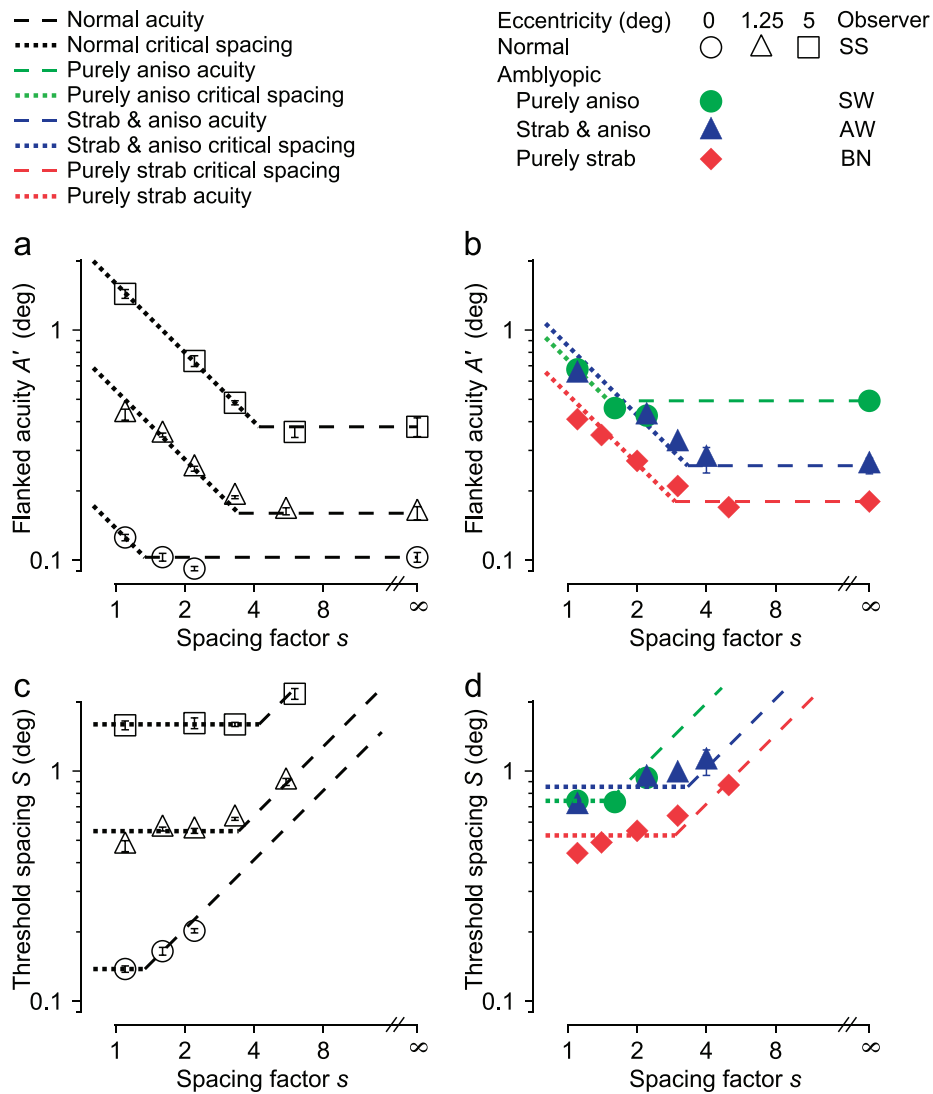 Normal acuity
Normal critical spacing
Purely aniso acuity
Purely aniso critical spacing
Strab & aniso acuity
Strab & aniso critical spacing
Purely strab critical spacing
Purely strab acuity
Eccentricity (deg) 0 1.25 5 Observer
Normal SS
Amblyopic
Purely aniso SW
Strab & aniso AW
Purely strab BN
a
Flanked acuity A′ (deg)
1
0.1
1 2 4 8 ∞
Spacing factor s
b
Flanked acuity A′ (deg)
1
0.1
1 2 4 8 ∞
Spacing factor s
c
Threshold spacing S (deg)
1
0.1
1 2 4 8 ∞
Spacing factor s
d
Threshold spacing S (deg)
1
0.1
1 2 4 8 ∞
Spacing factor s